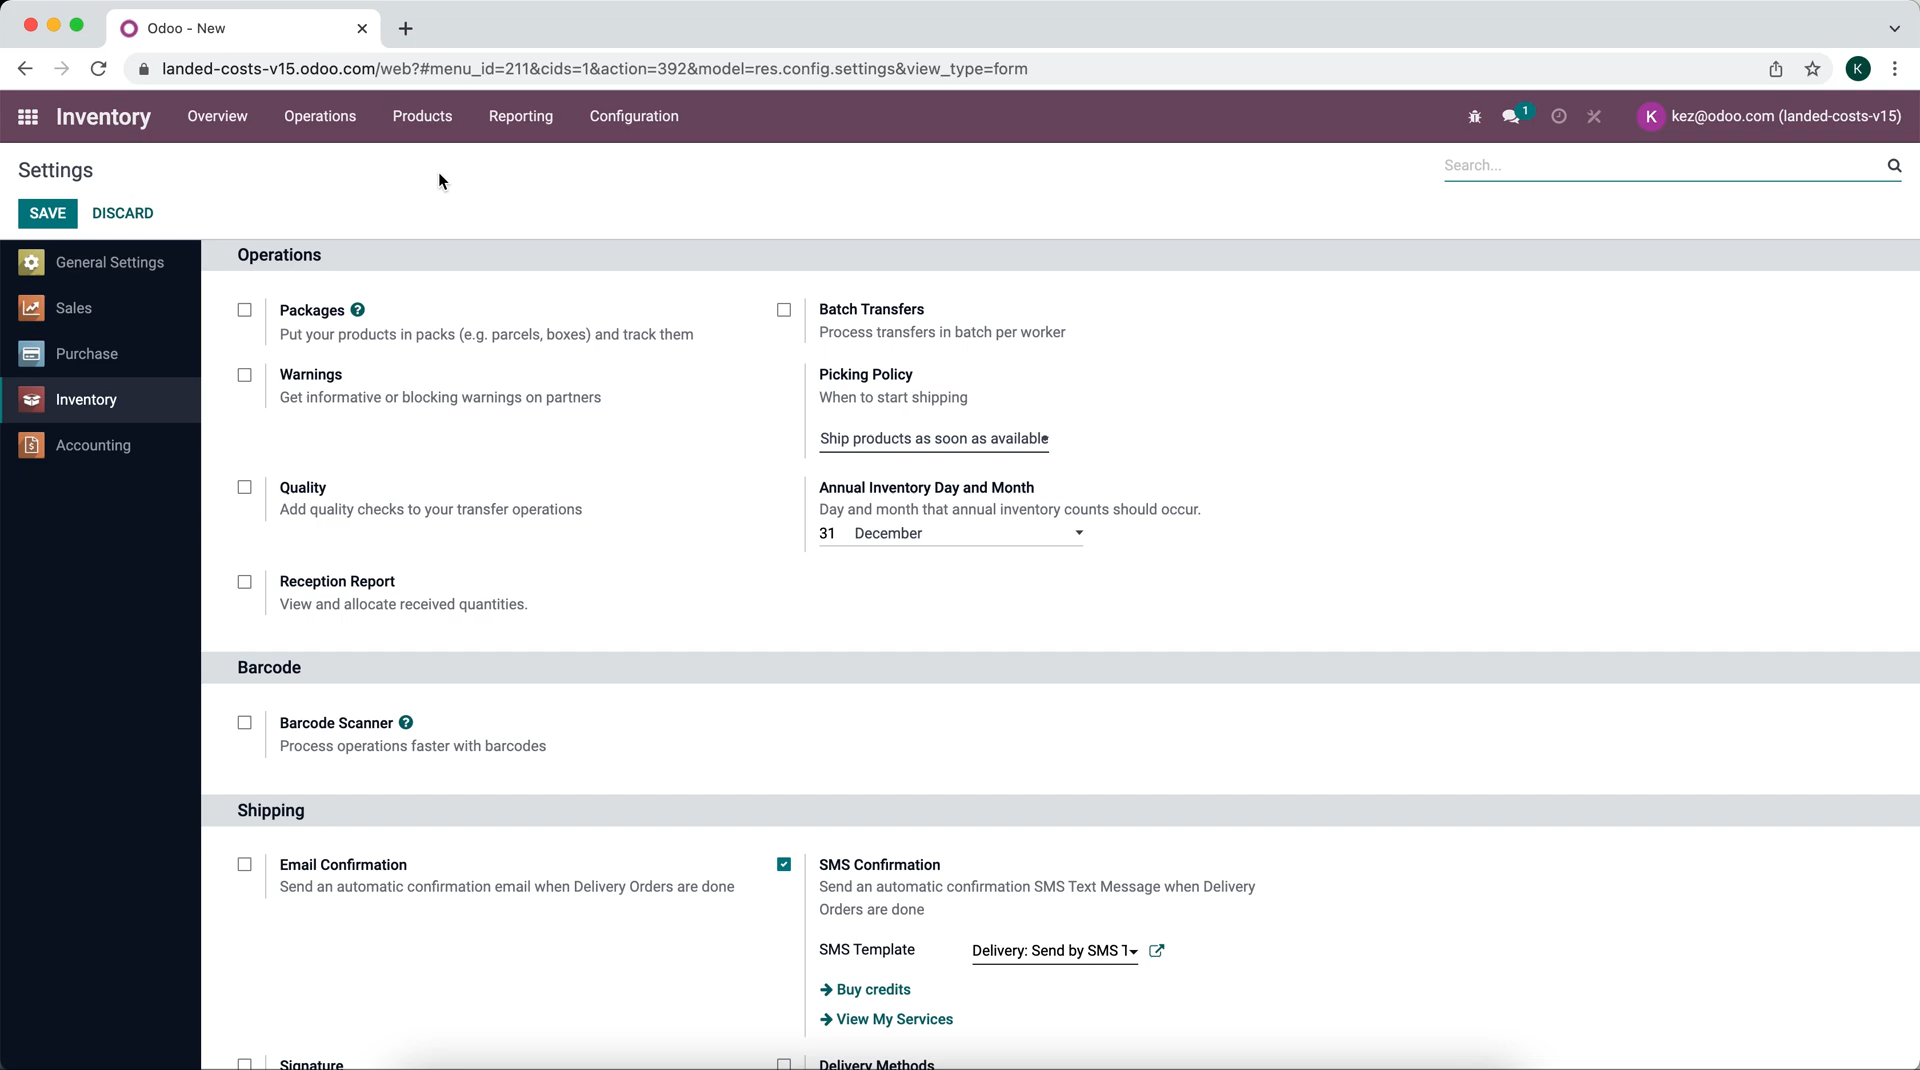 Odoo - New
landed-costs-v15.odoo.com/web?#menu_id=211&cids=1&action=392&model=res.config.settings&view_type=form
K
Inventory Overview Operations Products Reporting Configuration
1
K kez@odoo.com (landed-costs-v15)
Settings
Search...
SAVE DISCARD
General Settings
Sales
Purchase
Inventory
Accounting
Operations
Packages ?
Put your products in packs (e.g. parcels, boxes) and track them
Batch Transfers
Process transfers in batch per worker
Warnings
Get informative or blocking warnings on partners
Picking Policy
When to start shipping
Ship products as soon as available
Quality
Add quality checks to your transfer operations
Annual Inventory Day and Month
Day and month that annual inventory counts should occur.
31 December
Reception Report
View and allocate received quantities.
Barcode
Barcode Scanner ?
Process operations faster with barcodes
Shipping
Email Confirmation
Send an automatic confirmation email when Delivery Orders are done
SMS Confirmation
Send an automatic confirmation SMS Text Message when Delivery
Orders are done
SMS Template Delivery: Send by SMS T
Buy credits
View My Services
Signature
Delivery Methods